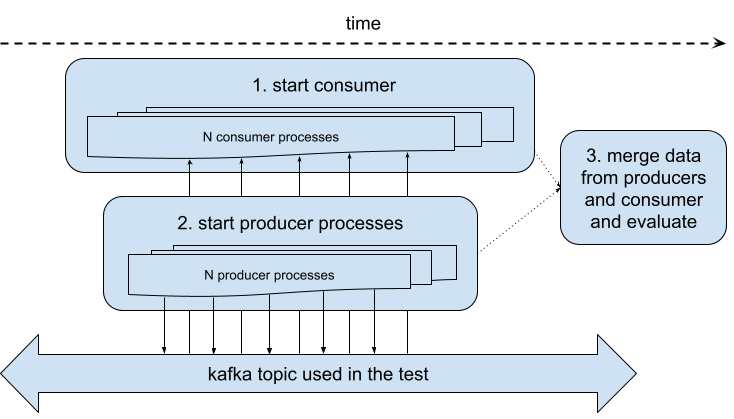 time
1. start consumer
N consumer processes
3. merge data
from producers
and consumer
and evaluate
2. start producer processes
N producer processes
kafka topic used in the test